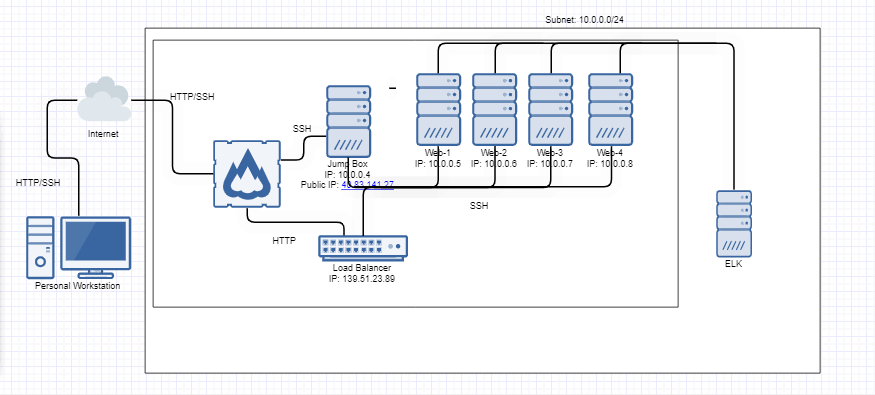 Subnet: 10.0.0.0/24
HTTP/SSH
Internet
SSH
Web-1
IP: 10.0.0.5
Web-2
IP: 10.0.0.6
Web-3
IP: 10.0.0.7
Web-4
IP: 10.0.0.8
Jump Box
IP: 10.0.0.4
Public IP: 40.83.141.27
HTTP/SSH
SSH
HTTP
Load Balancer
IP: 139.51.23.89
ELK
Personal Workstation